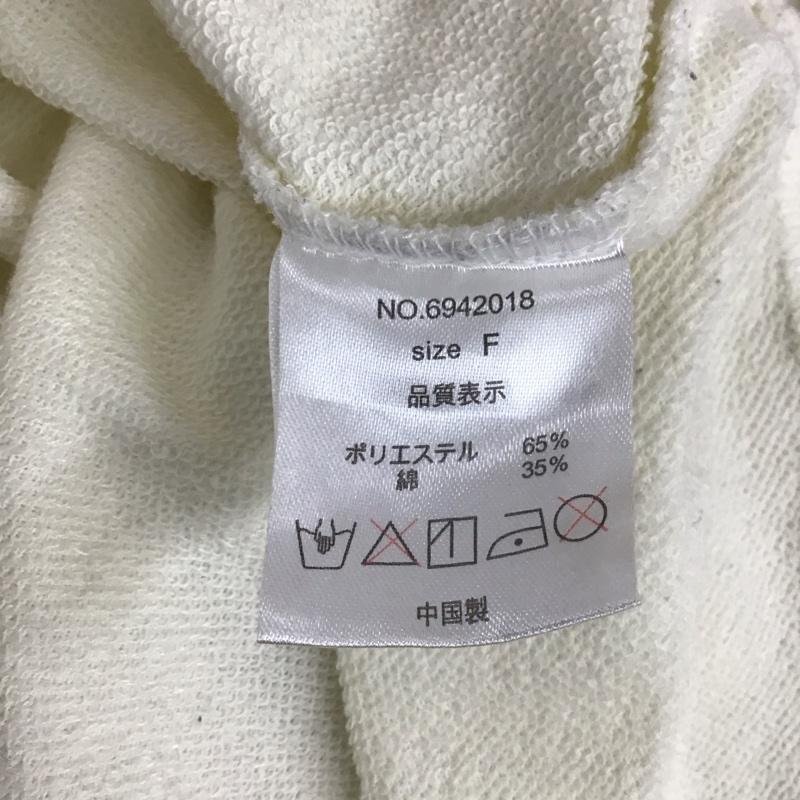 NO.6942018
size F
品質表示
ポリエステル 65%
綿 35%
中国製